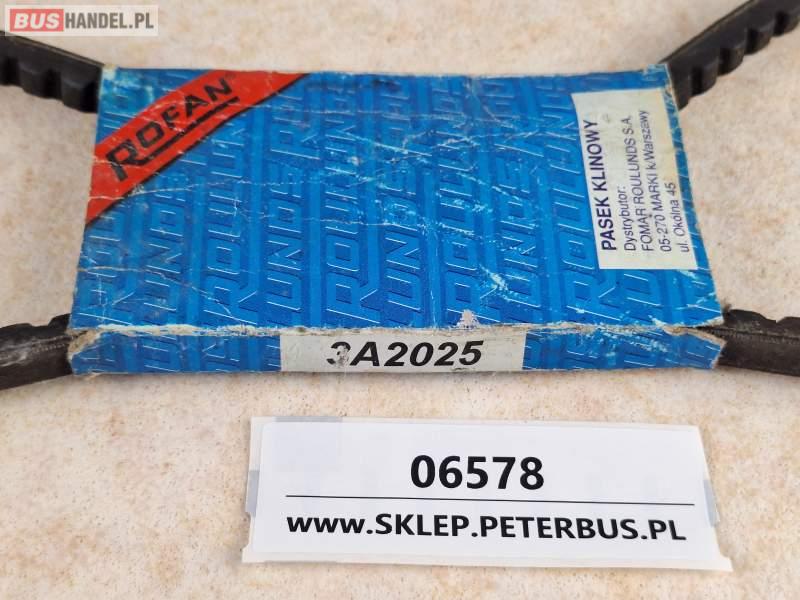 BUSHANDEL.PL
ROFAN®
PASEK KLINOWY
Dystrybutor:
FOMAR ROULUNDS S.A.
05-270 MARKI k/Warszawy
ul. Okólna 45
ROULUNDS
3A2025
06578
www.SKLEP.PETERBUS.PL